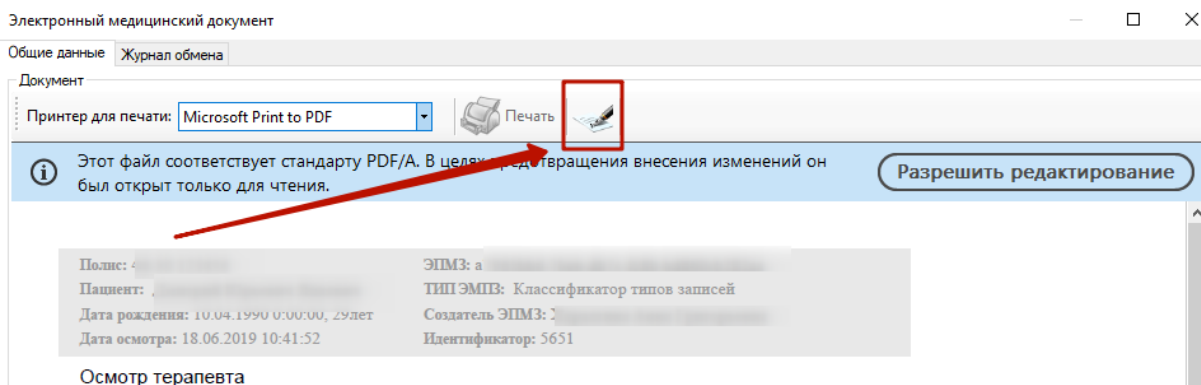 Электронный медицинский документ
Общие данные Журнал обмена
Документ
Принтер для печати: Microsoft Print to PDF Печать
Этот файл соответствует стандарту PDF/A. В целях предотвращения внесения изменений он
был открыт только для чтения.
Разрешить редактирование
Полис: ЭПМЗ: а
Пациент: ТИП ЭМПЗ: Классификатор типов записей
Дата рождения: 10.04.1990 0:00:00, 29лет Создатель ЭПМЗ:
Дата осмотра: 18.06.2019 10:41:52 Идентификатор: 5651
Осмотр терапевта